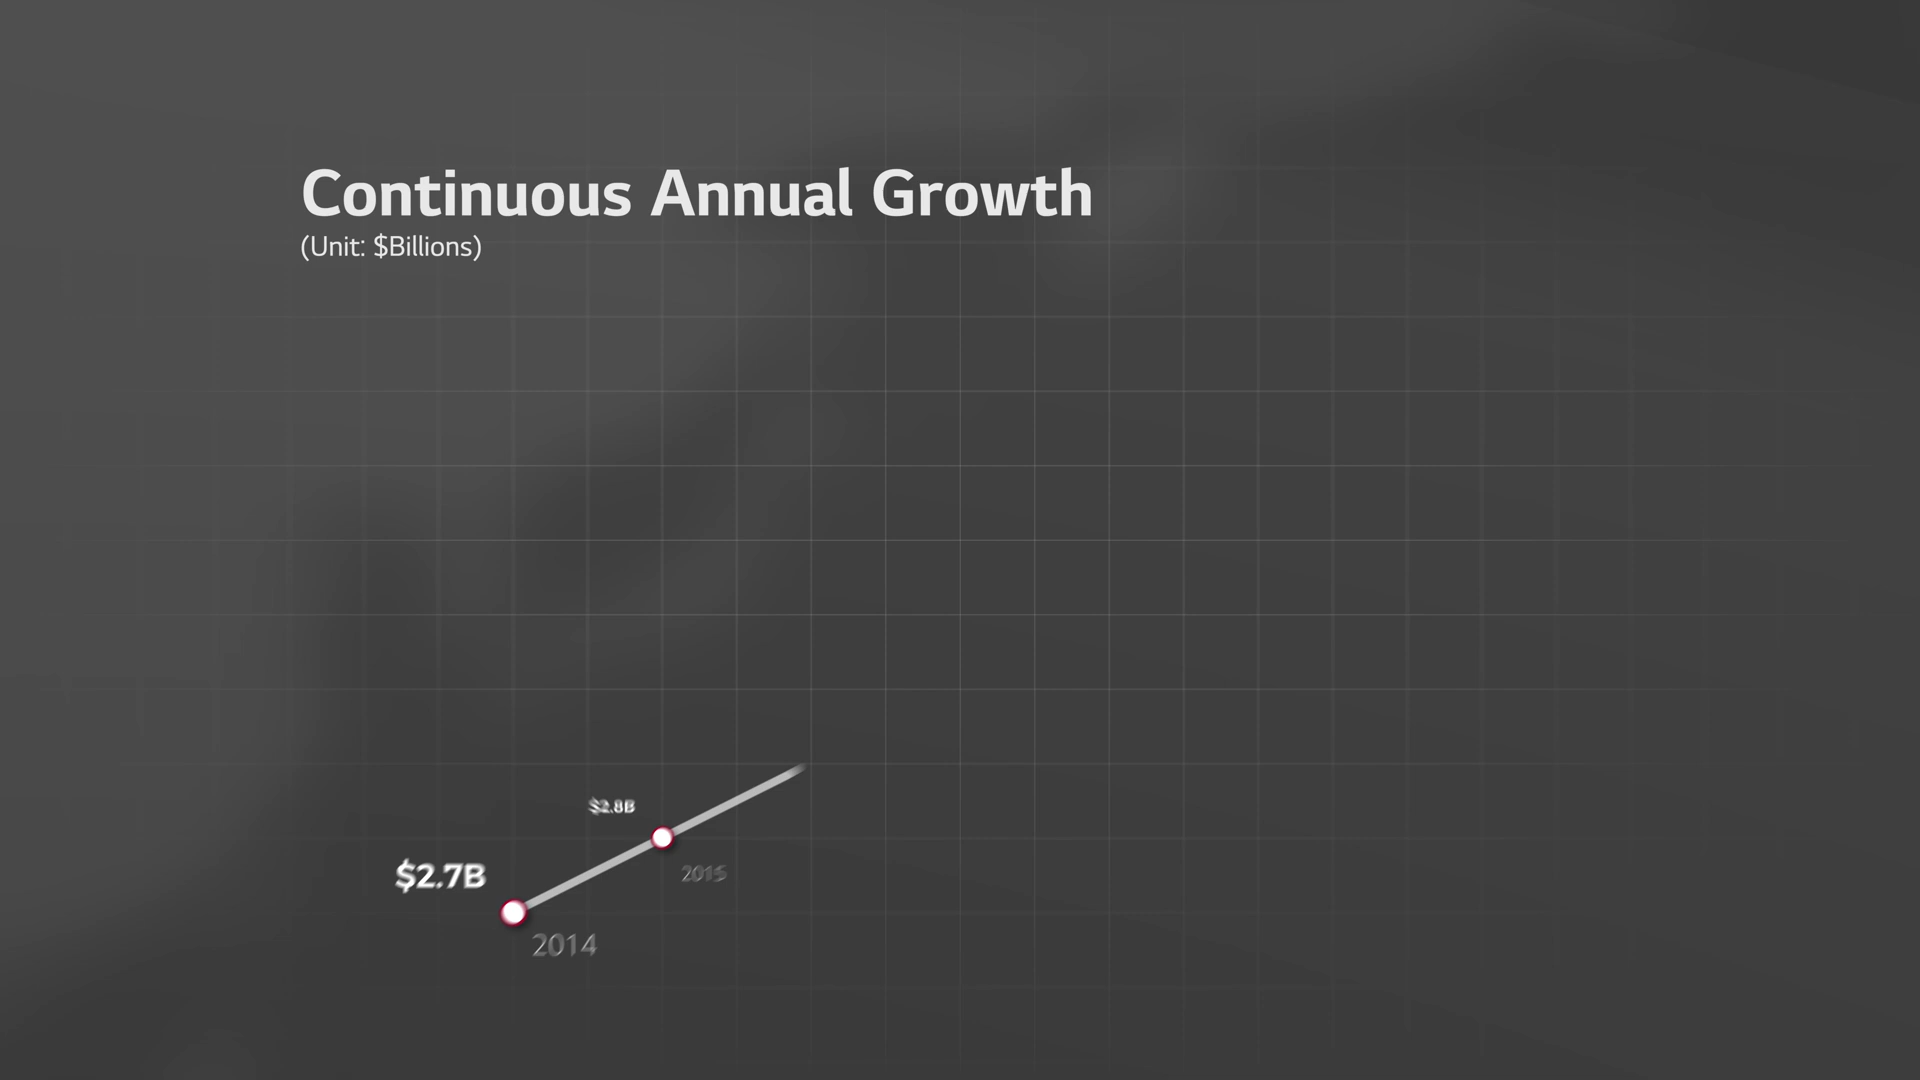 Continuous Annual Growth
(Unit: $Billions)
$2.8B
2015
$2.7B
2014